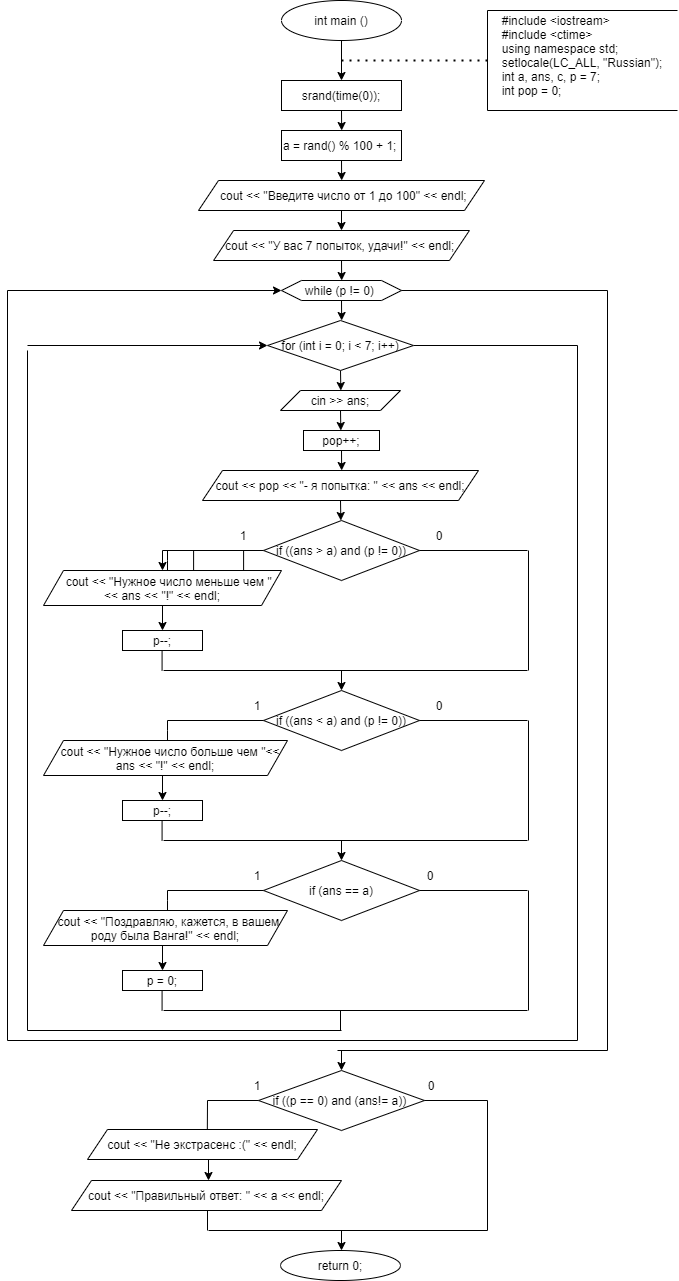 int main ()
#include <iostream>
#include <ctime>
using namespace std;
setlocale(LC_ALL, "Russian");
int a, ans, c, p = 7;
int pop = 0;
srand(time(0));
a = rand() % 100 + 1;
cout << "Введите число от 1 до 100" << endl;
cout << "У вас 7 попыток, удачи!" << endl;
while (p != 0)
for (int i = 0; i < 7; i++)
cin >> ans;
pop++;
cout << pop << "- я попытка: " << ans << endl;
1
0
if ((ans > a) and (p != 0))
cout << "Нужное число меньше чем "
<< ans << "!" << endl;
p--;
1
0
if ((ans < a) and (p != 0))
cout << "Нужное число больше чем "<<
ans << "!" << endl;
p--;
1
0
if (ans == a)
cout << "Поздравляю, кажется, в вашем
роду была Ванга!" << endl;
p = 0;
1
0
if ((p == 0) and (ans!= a))
cout << "Не экстрасенс :(" << endl;
cout << "Правильный ответ: " << a << endl;
return 0;